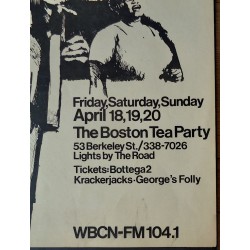 Friday,Saturday,Sunday
April 18,19,20
The Boston Tea Party
53 Berkeley St./338-7026
Lights by The Road
Tickets:Bottega2
Krackerjacks·George's Folly
WBCN-FM 104.1